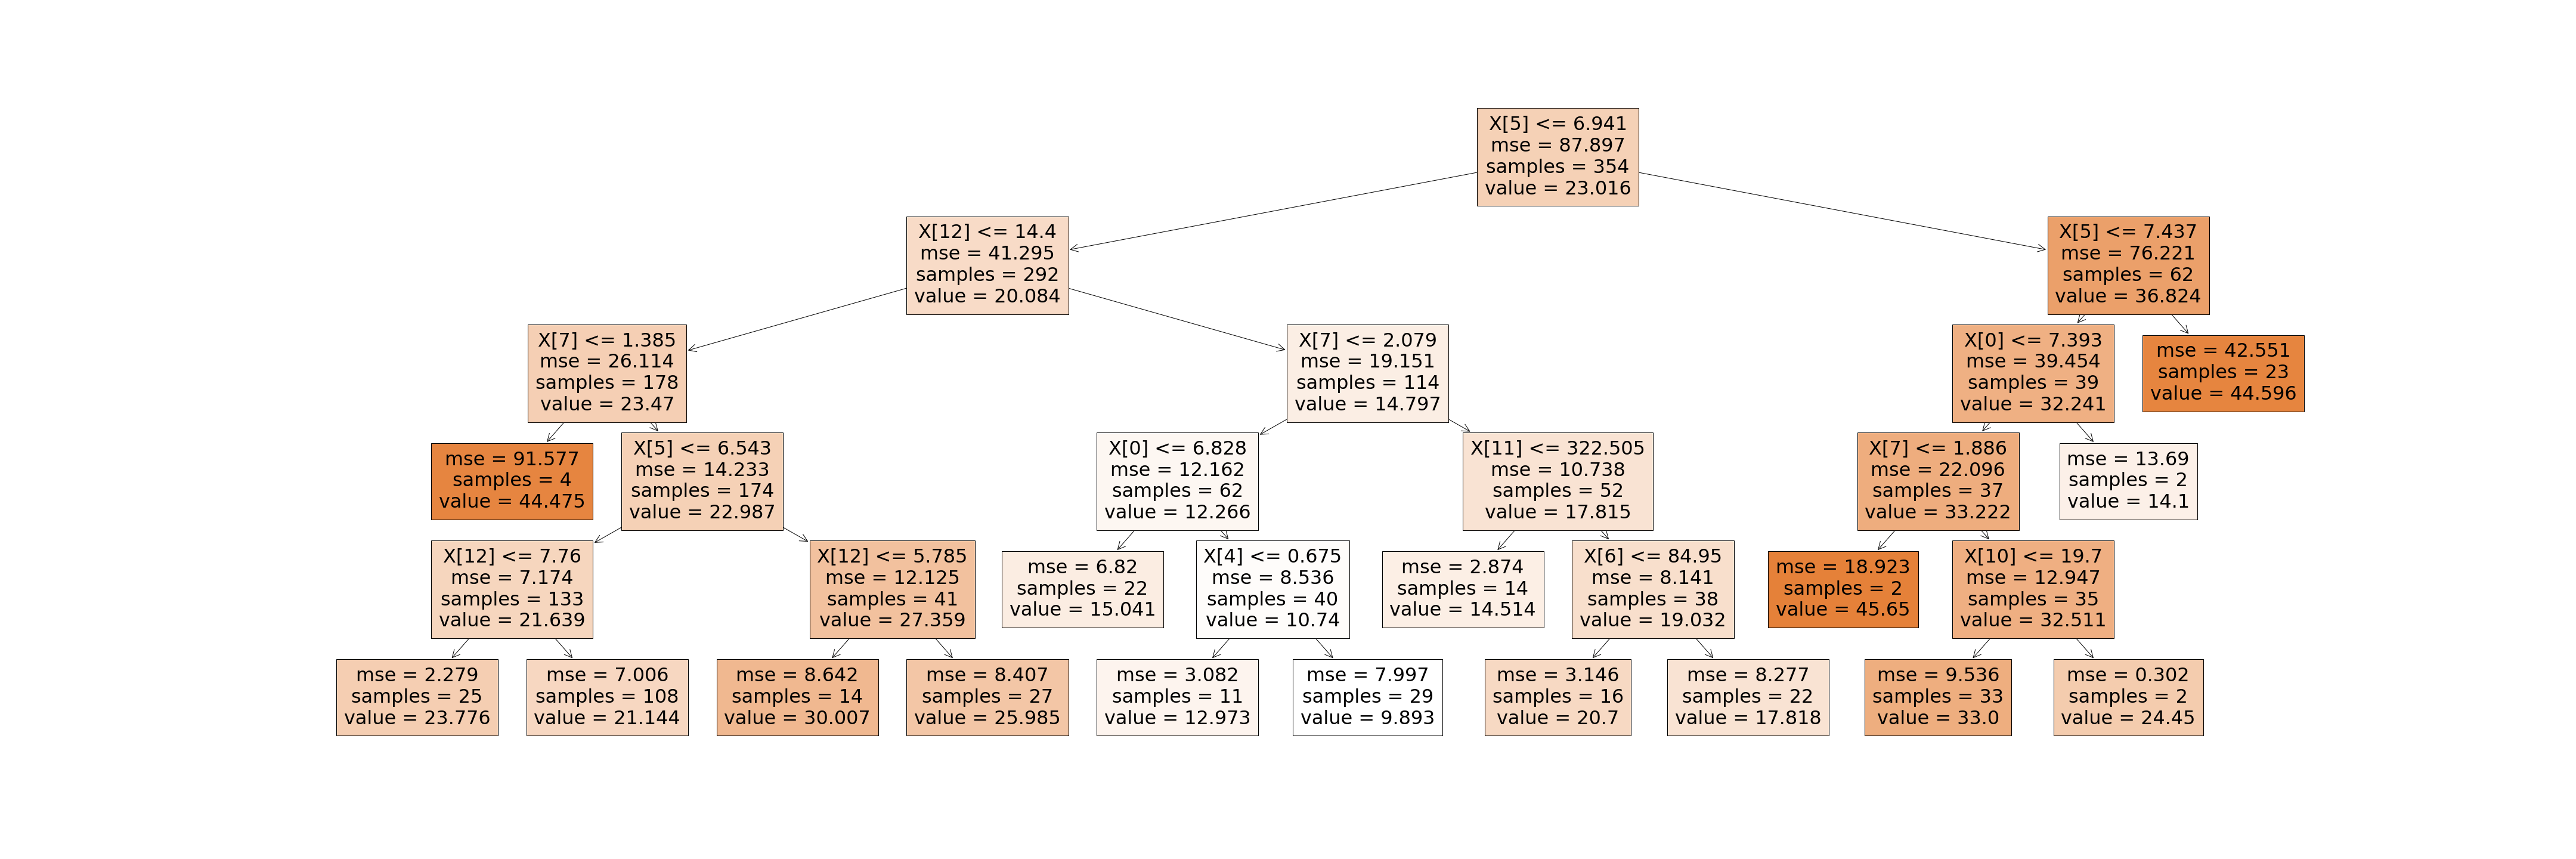 X[5] <= 6.941
mse = 87.897
samples = 354
value = 23.016
X[12] <= 14.4
mse = 41.295
samples = 292
value = 20.084
X[5] <= 7.437
mse = 76.221
samples = 62
value = 36.824
X[7] <= 1.385
mse = 26.114
samples = 178
value = 23.47
X[7] <= 2.079
mse = 19.151
samples = 114
value = 14.797
X[0] <= 7.393
mse = 39.454
samples = 39
value = 32.241
mse = 42.551
samples = 23
value = 44.596
mse = 91.577
samples = 4
value = 44.475
X[5] <= 6.543
mse = 14.233
samples = 174
value = 22.987
X[0] <= 6.828
mse = 12.162
samples = 62
value = 12.266
X[11] <= 322.505
mse = 10.738
samples = 52
value = 17.815
X[7] <= 1.886
mse = 22.096
samples = 37
value = 33.222
mse = 13.69
samples = 2
value = 14.1
X[12] <= 7.76
mse = 7.174
samples = 133
value = 21.639
X[12] <= 5.785
mse = 12.125
samples = 41
value = 27.359
mse = 6.82
samples = 22
value = 15.041
X[4] <= 0.675
mse = 8.536
samples = 40
value = 10.74
mse = 2.874
samples = 14
value = 14.514
X[6] <= 84.95
mse = 8.141
samples = 38
value = 19.032
mse = 18.923
samples = 2
value = 45.65
X[10] <= 19.7
mse = 12.947
samples = 35
value = 32.511
mse = 2.279
samples = 25
value = 23.776
mse = 7.006
samples = 108
value = 21.144
mse = 8.642
samples = 14
value = 30.007
mse = 8.407
samples = 27
value = 25.985
mse = 3.082
samples = 11
value = 12.973
mse = 7.997
samples = 29
value = 9.893
mse = 3.146
samples = 16
value = 20.7
mse = 8.277
samples = 22
value = 17.818
mse = 9.536
samples = 33
value = 33.0
mse = 0.302
samples = 2
value = 24.45